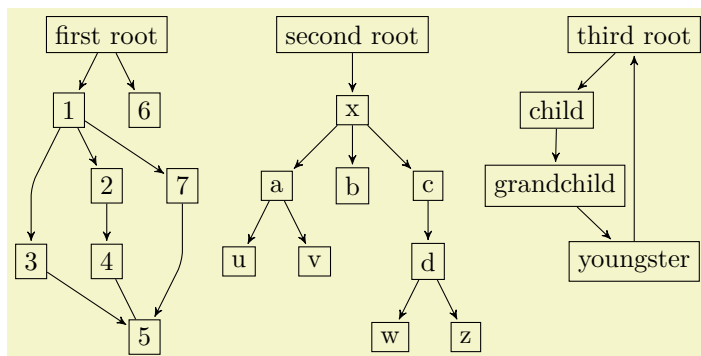 first root second root third root
1 6 x child
2 7 a b c grandchild
3 4 u v d youngster
5 w z